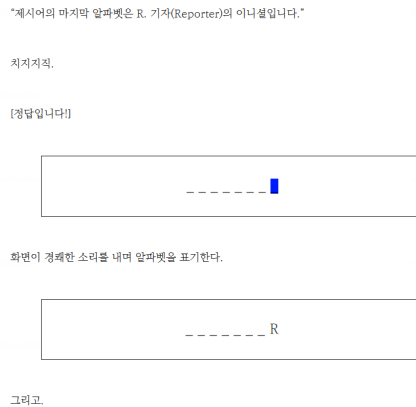 “제시어의 마지막 알파벳은 R. 기자(Reporter)의 이니셜입니다.”
치지지직.
[정답입니다!]
_ _ _ _ _ _ _
화면이 경쾌한 소리를 내며 알파벳을 표기한다.
_ _ _ _ _ _ _ R
그리고.